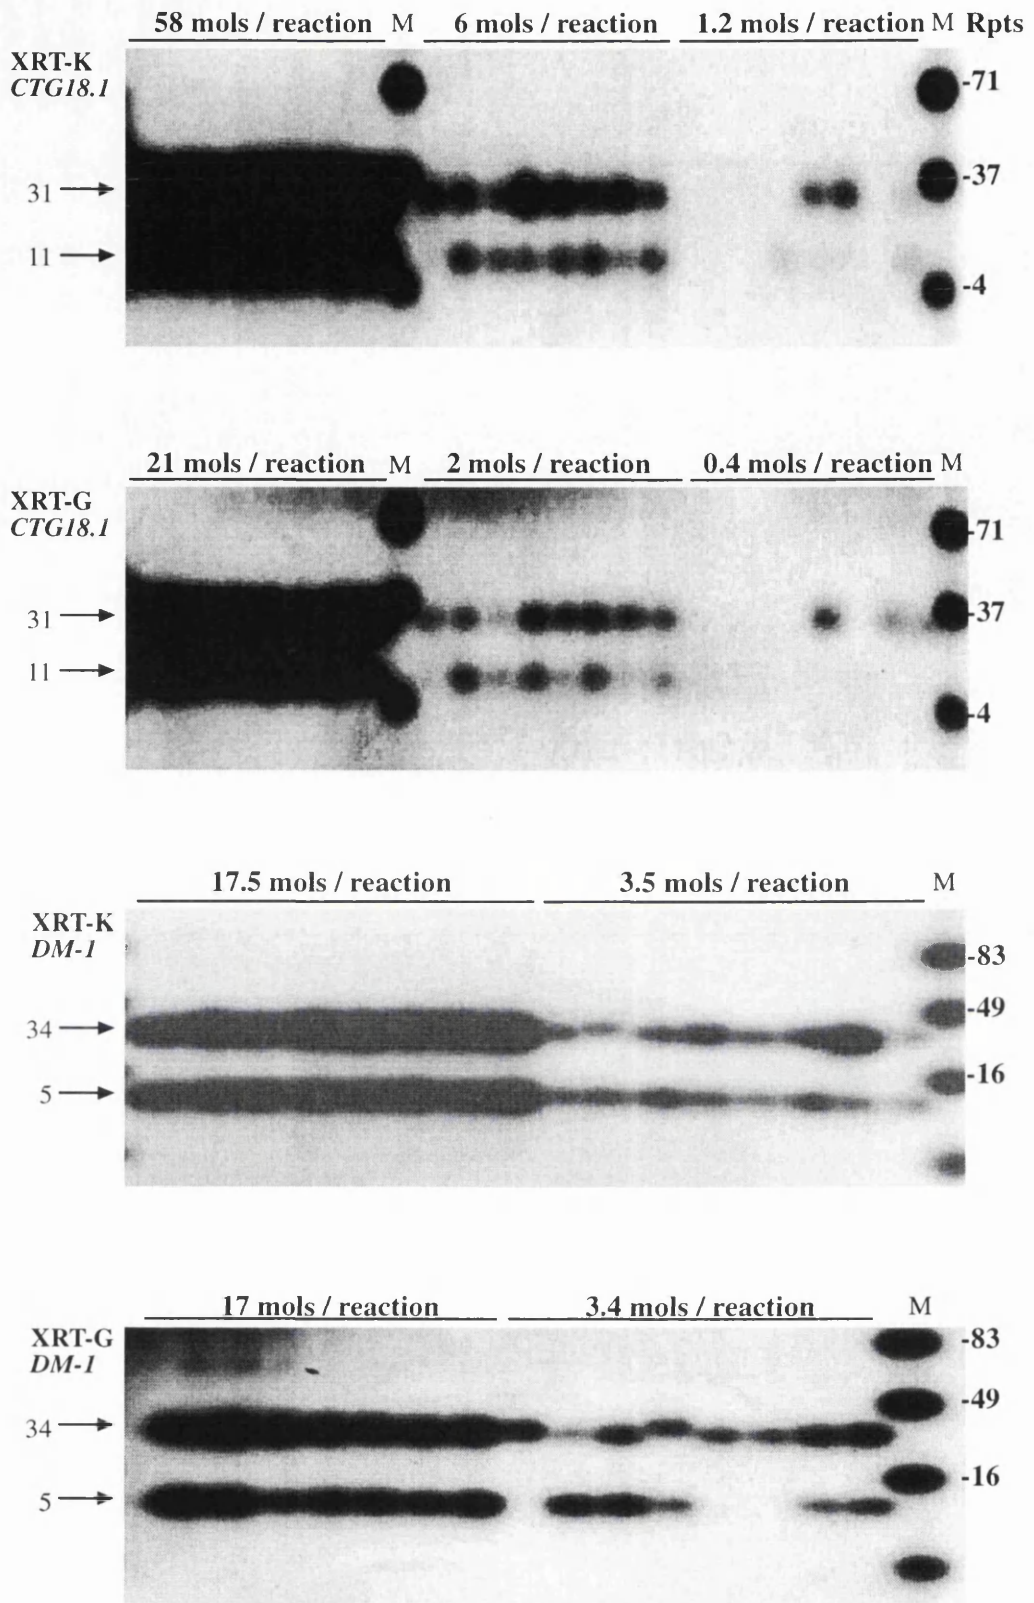 58 mols / reaction M 6 mols / reaction 1.2 mols / reaction M Rpts
XRT-K
CTG18.1
-71
31
-37
11
-4
21 mols / reaction M 2 mols / reaction 0.4 mols / reaction M
XRT-G
CTG18.1
-71
31
-37
11
-4
17.5 mols / reaction 3.5 mols / reaction M
XRT-K
DM-1
-83
34
-49
5
-16
17 mols / reaction 3.4 mols / reaction M
XRT-G
DM-1
-83
34
-49
5
-16